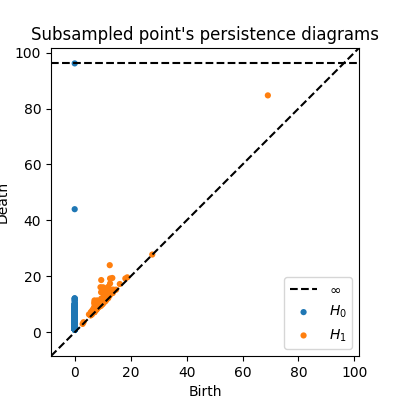 Subsampled point's persistence diagrams
100
80
60
40
20
0
Death
∞
H₀
H₁
0 20 40 60 80 100
Birth